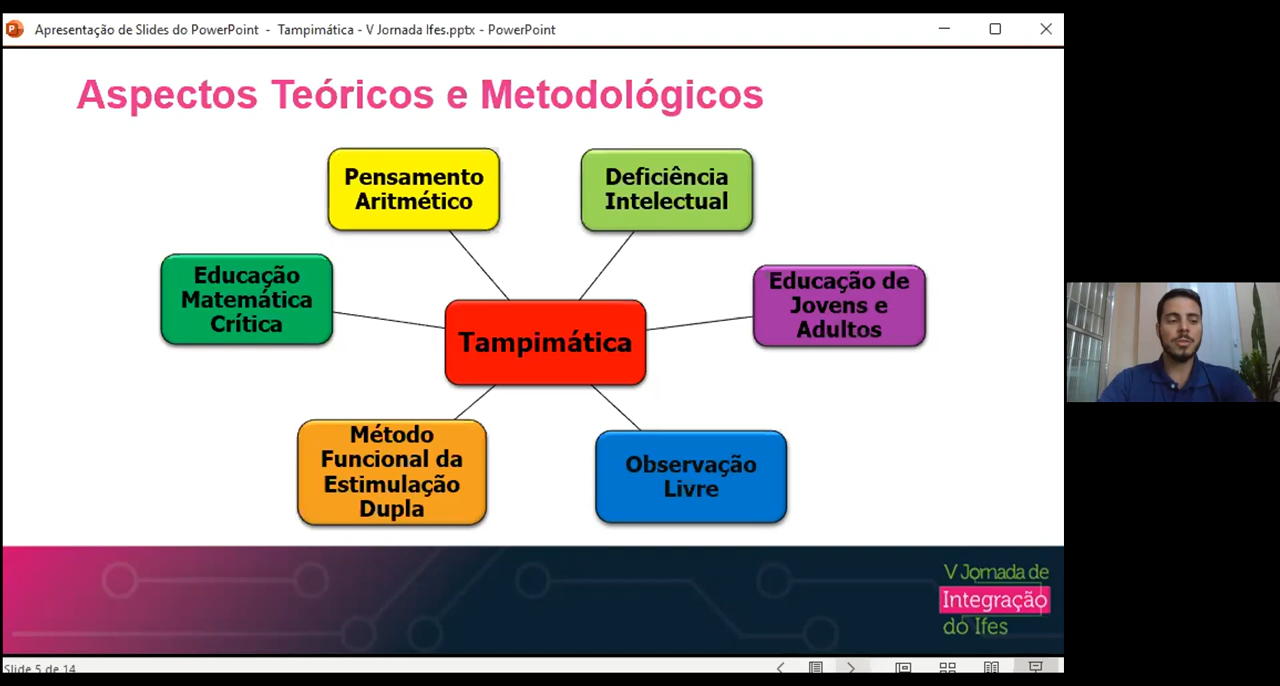 Apresentação de Slides do PowerPoint - Tampimática - V Jornada Ifes.pptx - PowerPoint
Aspectos Teóricos e Metodológicos
Pensamento
Aritmético
Deficiência
Intelectual
Educação
Matemática
Crítica
Educação de
Jovens e
Adultos
Tampimática
Método
Funcional da
Estimulação
Dupla
Observação
Livre
V Jornada de
Integração
do Ifes
Slide 5 de 14